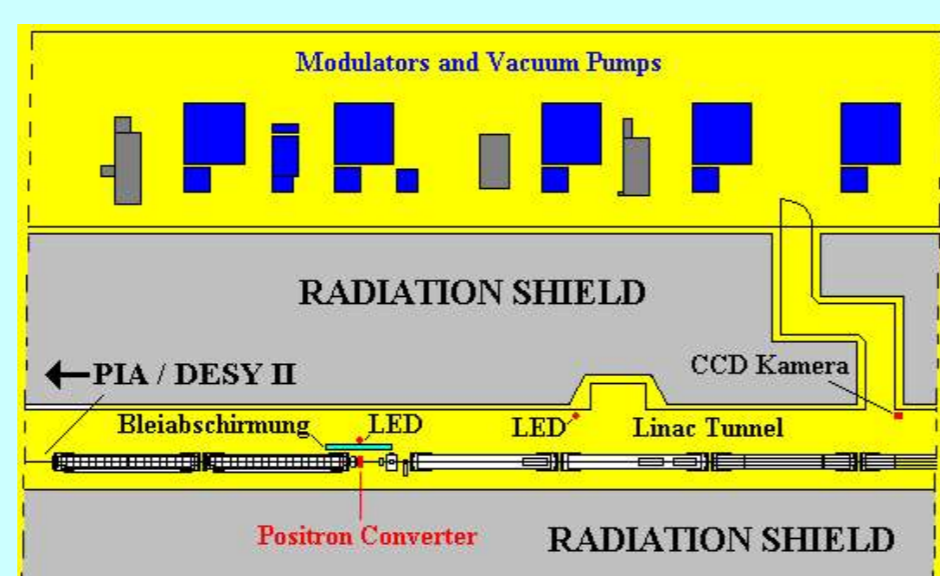 Modulators and Vacuum Pumps
RADIATION SHIELD
CCD Kamera
PIA / DESY II
Bleiabschirmung
LED
LED
Linac Tunnel
Positron Converter
RADIATION SHIELD